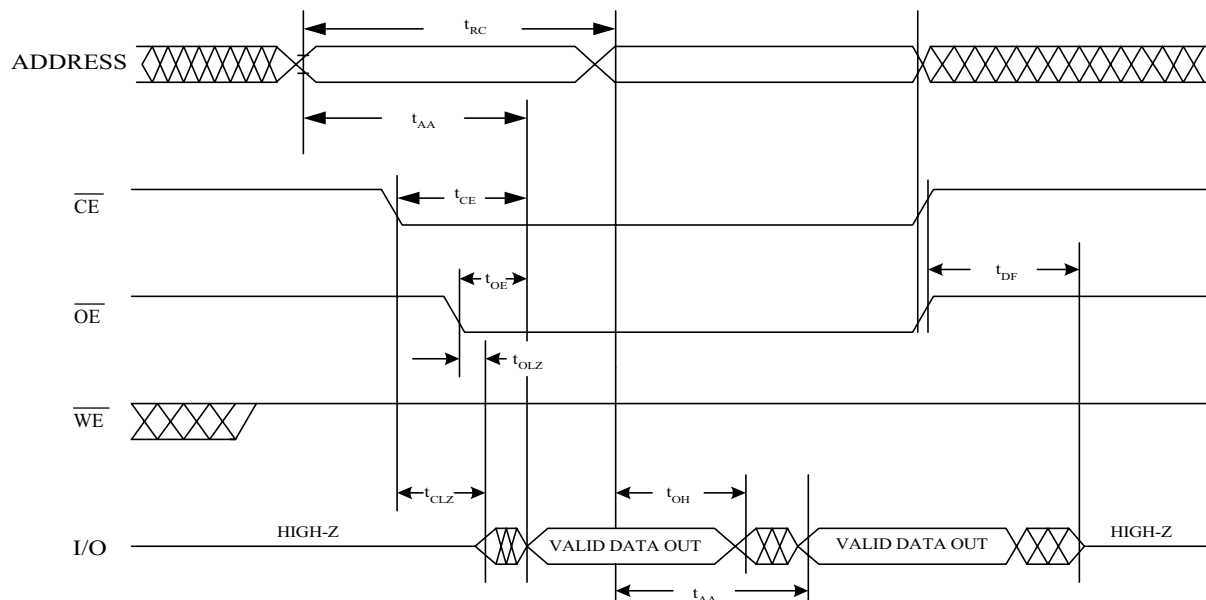 t_RC
ADDRESS
t_AA
CE
t_CE
t_OE
t_DF
OE
t_OLZ
WE
t_CLZ
t_OH
HIGH-Z
HIGH-Z
I/O
VALID DATA OUT
VALID DATA OUT
t_AA